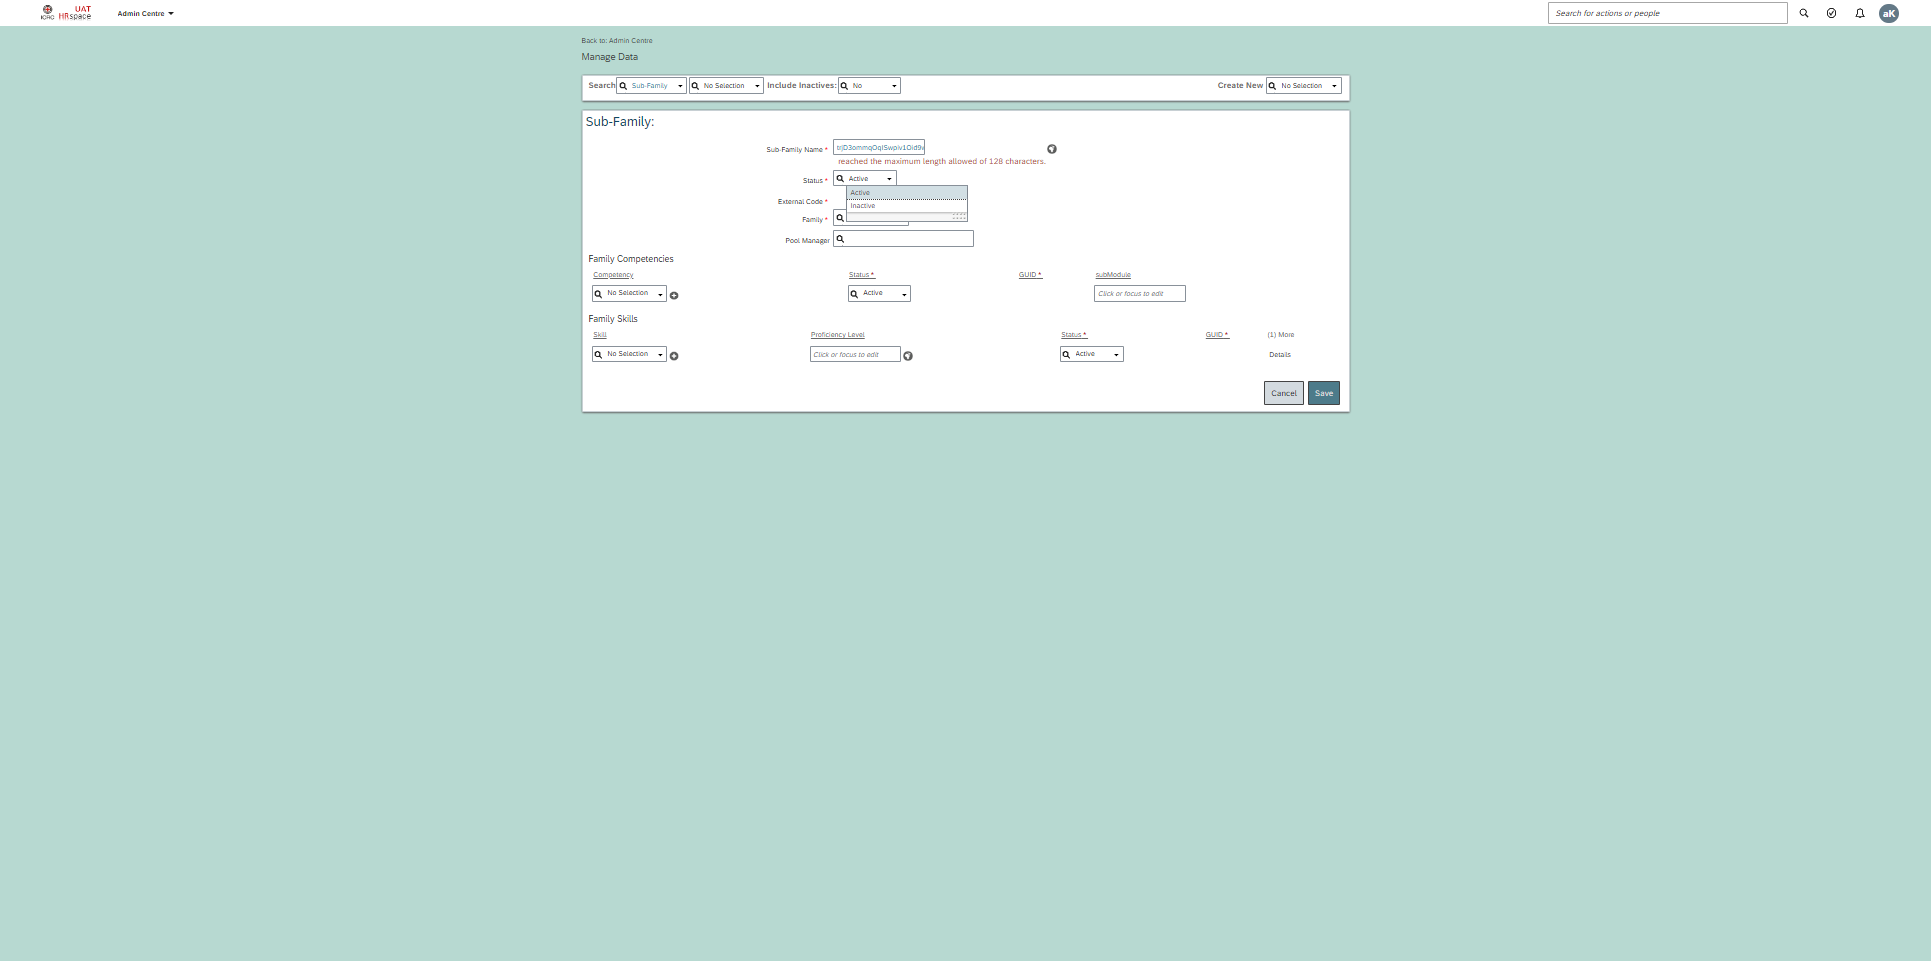 ICRC UAT HRspace Admin Centre Search for actions or people aK
Back to: Admin Centre
Manage Data
Search Sub-Family No Selection Include Inactives: No Create New No Selection
Sub-Family:
Sub-Family Name *
reached the maximum length allowed of 128 characters.
Status * Active
Active
Inactive
External Code *
Family *
Pool Manager
Family Competencies
Competency Status * GUID * subModule
No Selection Active Click or focus to edit
Family Skills
Skill Proficiency Level Status * GUID * (1) More
No Selection Click or focus to edit Active Details
Cancel Save